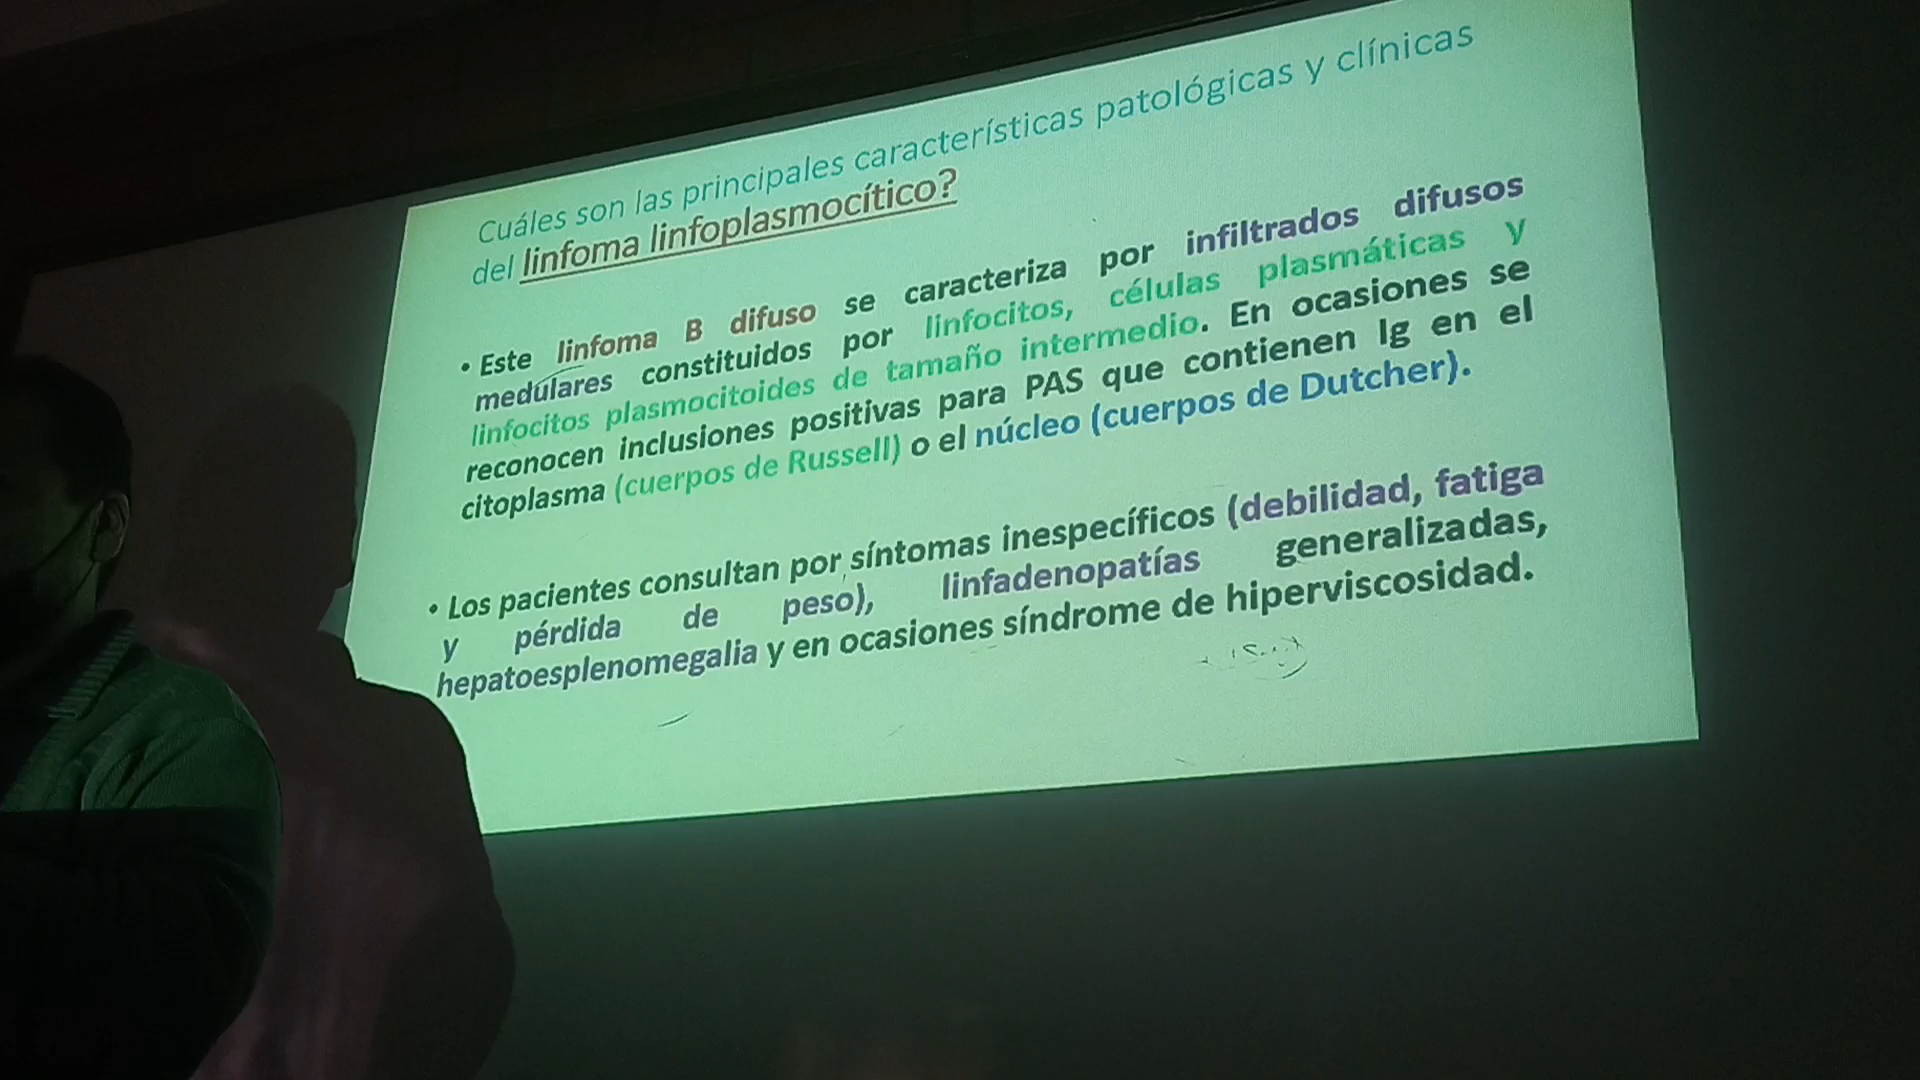 Cuáles son las principales características patológicas y clínicas
del linfoma linfoplasmocítico?
• Este linfoma B difuso se caracteriza por infiltrados difusos
medulares constituidos por linfocitos, células plasmáticas y
linfocitos plasmocitoides de tamaño intermedio. En ocasiones se
reconocen inclusiones positivas para PAS que contienen Ig en el
citoplasma (cuerpos de Russell) o el núcleo (cuerpos de Dutcher).
• Los pacientes consultan por síntomas inespecíficos (debilidad, fatiga
y pérdida de peso), linfadenopatías generalizadas,
hepatoesplenomegalia y en ocasiones síndrome de hiperviscosidad.